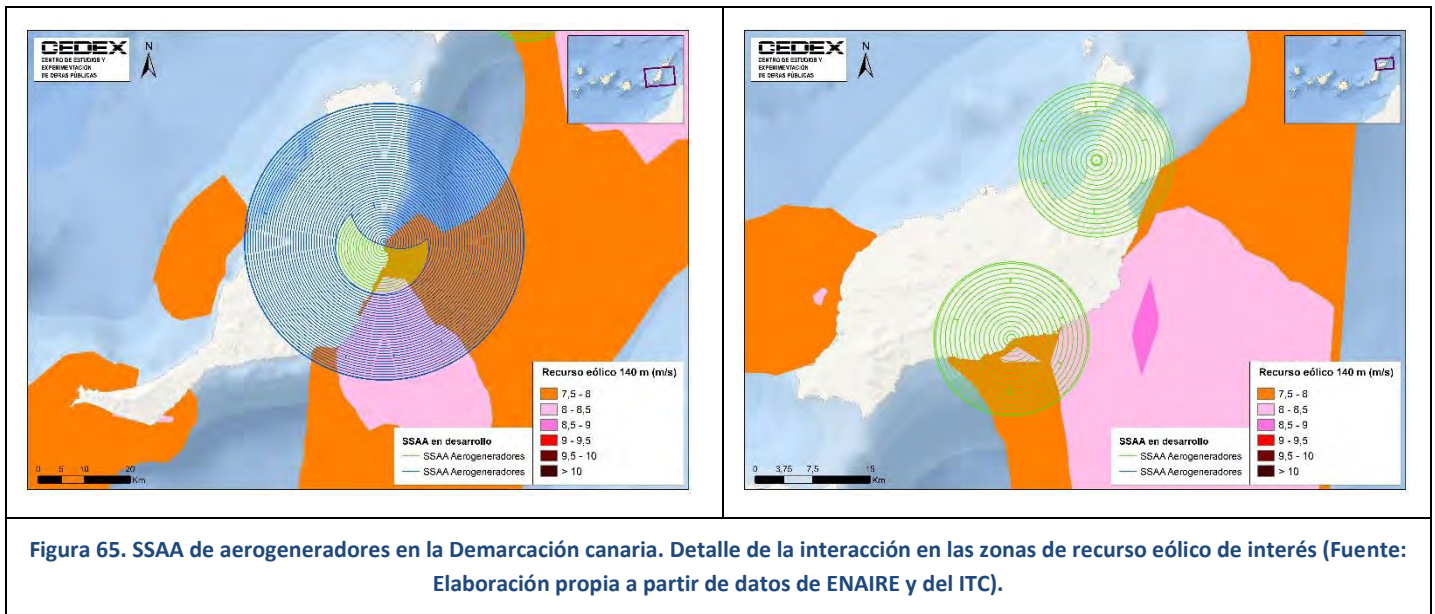 CEDEX
CENTRO DE ESTUDIOS Y
EXPERIMENTACIÓN
DE OBRAS PÚBLICAS
N
Recurso eólico 140 m (m/s)
7,5 - 8
8 - 8,5
8,5 - 9
9 - 9,5
9,5 - 10
> 10
SSAA en desarrollo
SSAA Aerogeneradores
SSAA Aerogeneradores
0 5 10 20
Km
CEDEX
CENTRO DE ESTUDIOS Y
EXPERIMENTACIÓN
DE OBRAS PÚBLICAS
N
Recurso eólico 140 m (m/s)
7,5 - 8
8 - 8,5
8,5 - 9
9 - 9,5
9,5 - 10
> 10
SSAA en desarrollo
SSAA Aerogeneradores
SSAA Aerogeneradores
0 3,75 7,5 15
Km
Figura 65. SSAA de aerogeneradores en la Demarcación canaria. Detalle de la interacción en las zonas de recurso eólico de interés (Fuente:
Elaboración propia a partir de datos de ENAIRE y del ITC).